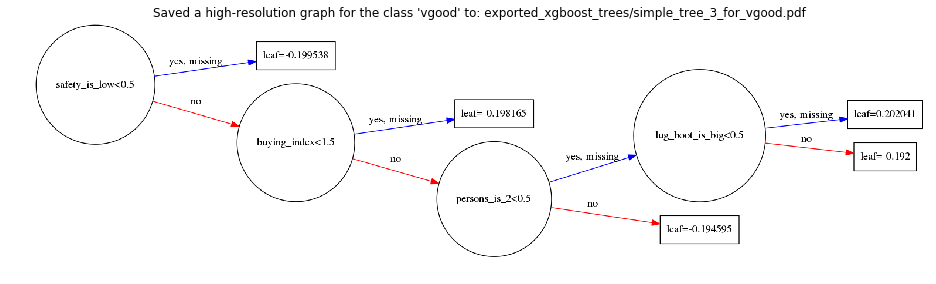 Saved a high-resolution graph for the class 'vgood' to: exported_xgboost_trees/simple_tree_3_for_vgood.pdf
safety_is_low<0.5
yes, missing
leaf=-0.199538
no
buying_index<1.5
yes, missing
leaf=-0.198165
no
persons_is_2<0.5
yes, missing
lug_boot_is_big<0.5
yes, missing
leaf=0.202041
no
leaf=-0.192
no
leaf=-0.194595